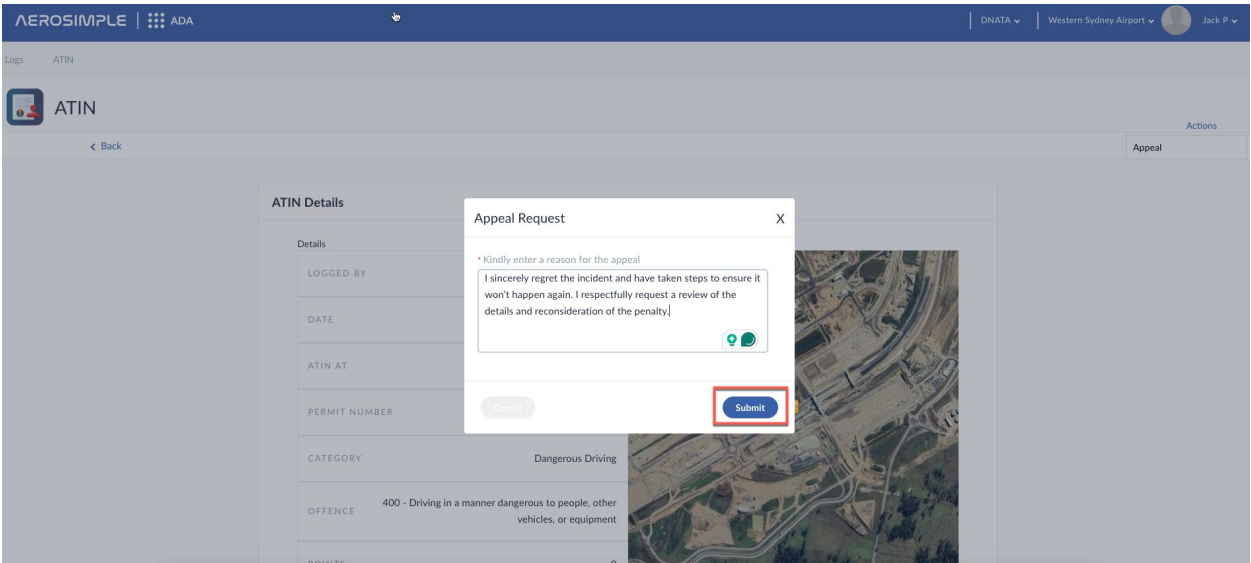 AEROSIMPLE ADA DNATA Western Sydney Airport Jack P
Logs ATIN
ATIN
Actions
Back Appeal
ATIN Details
Appeal Request X
Details
* Kindly enter a reason for the appeal
I sincerely regret the incident and have taken steps to ensure it
won't happen again. I respectfully request a review of the
details and reconsideration of the penalty.
LOGGED BY
DATE
ATIN AT
PERMIT NUMBER
Cancel Submit
CATEGORY Dangerous Driving
OFFENCE 400 - Driving in a manner dangerous to people, other
vehicles, or equipment
POINTS